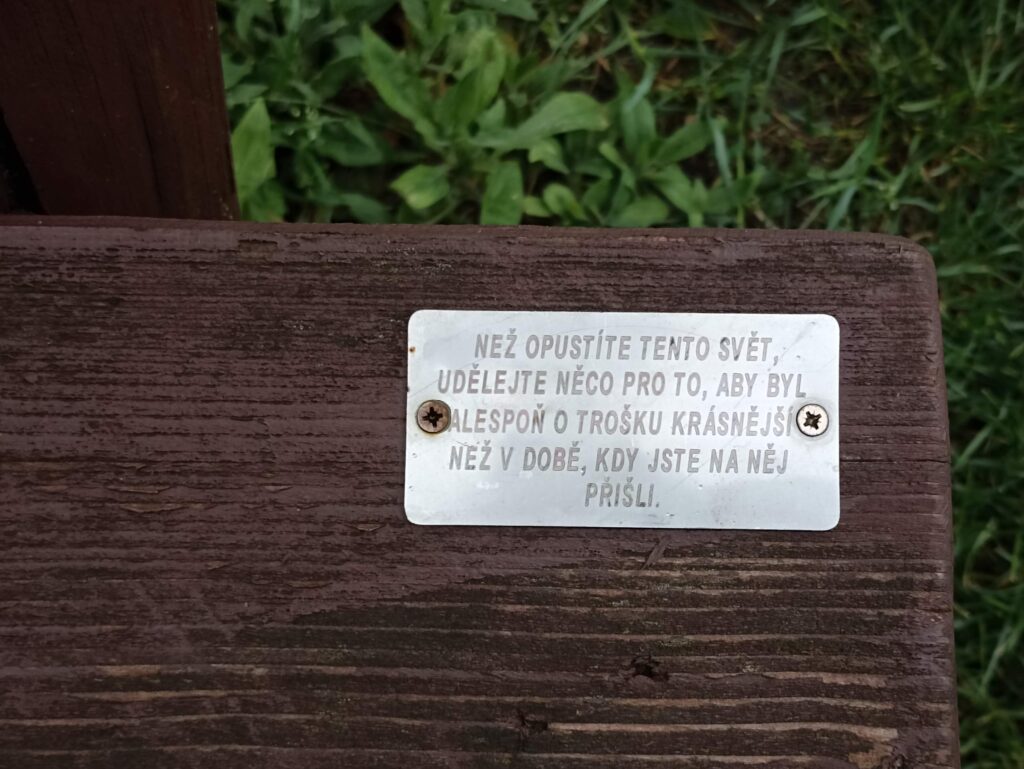 NEŽ OPUSTÍTE TENTO SVĚT,
UDĚLEJTE NĚCO PRO TO, ABY BYL
ALESPOŇ O TROŠKU KRÁSNĚJŠÍ
NEŽ V DOBĚ, KDY JSTE NA NĚJ
PŘIŠLI.